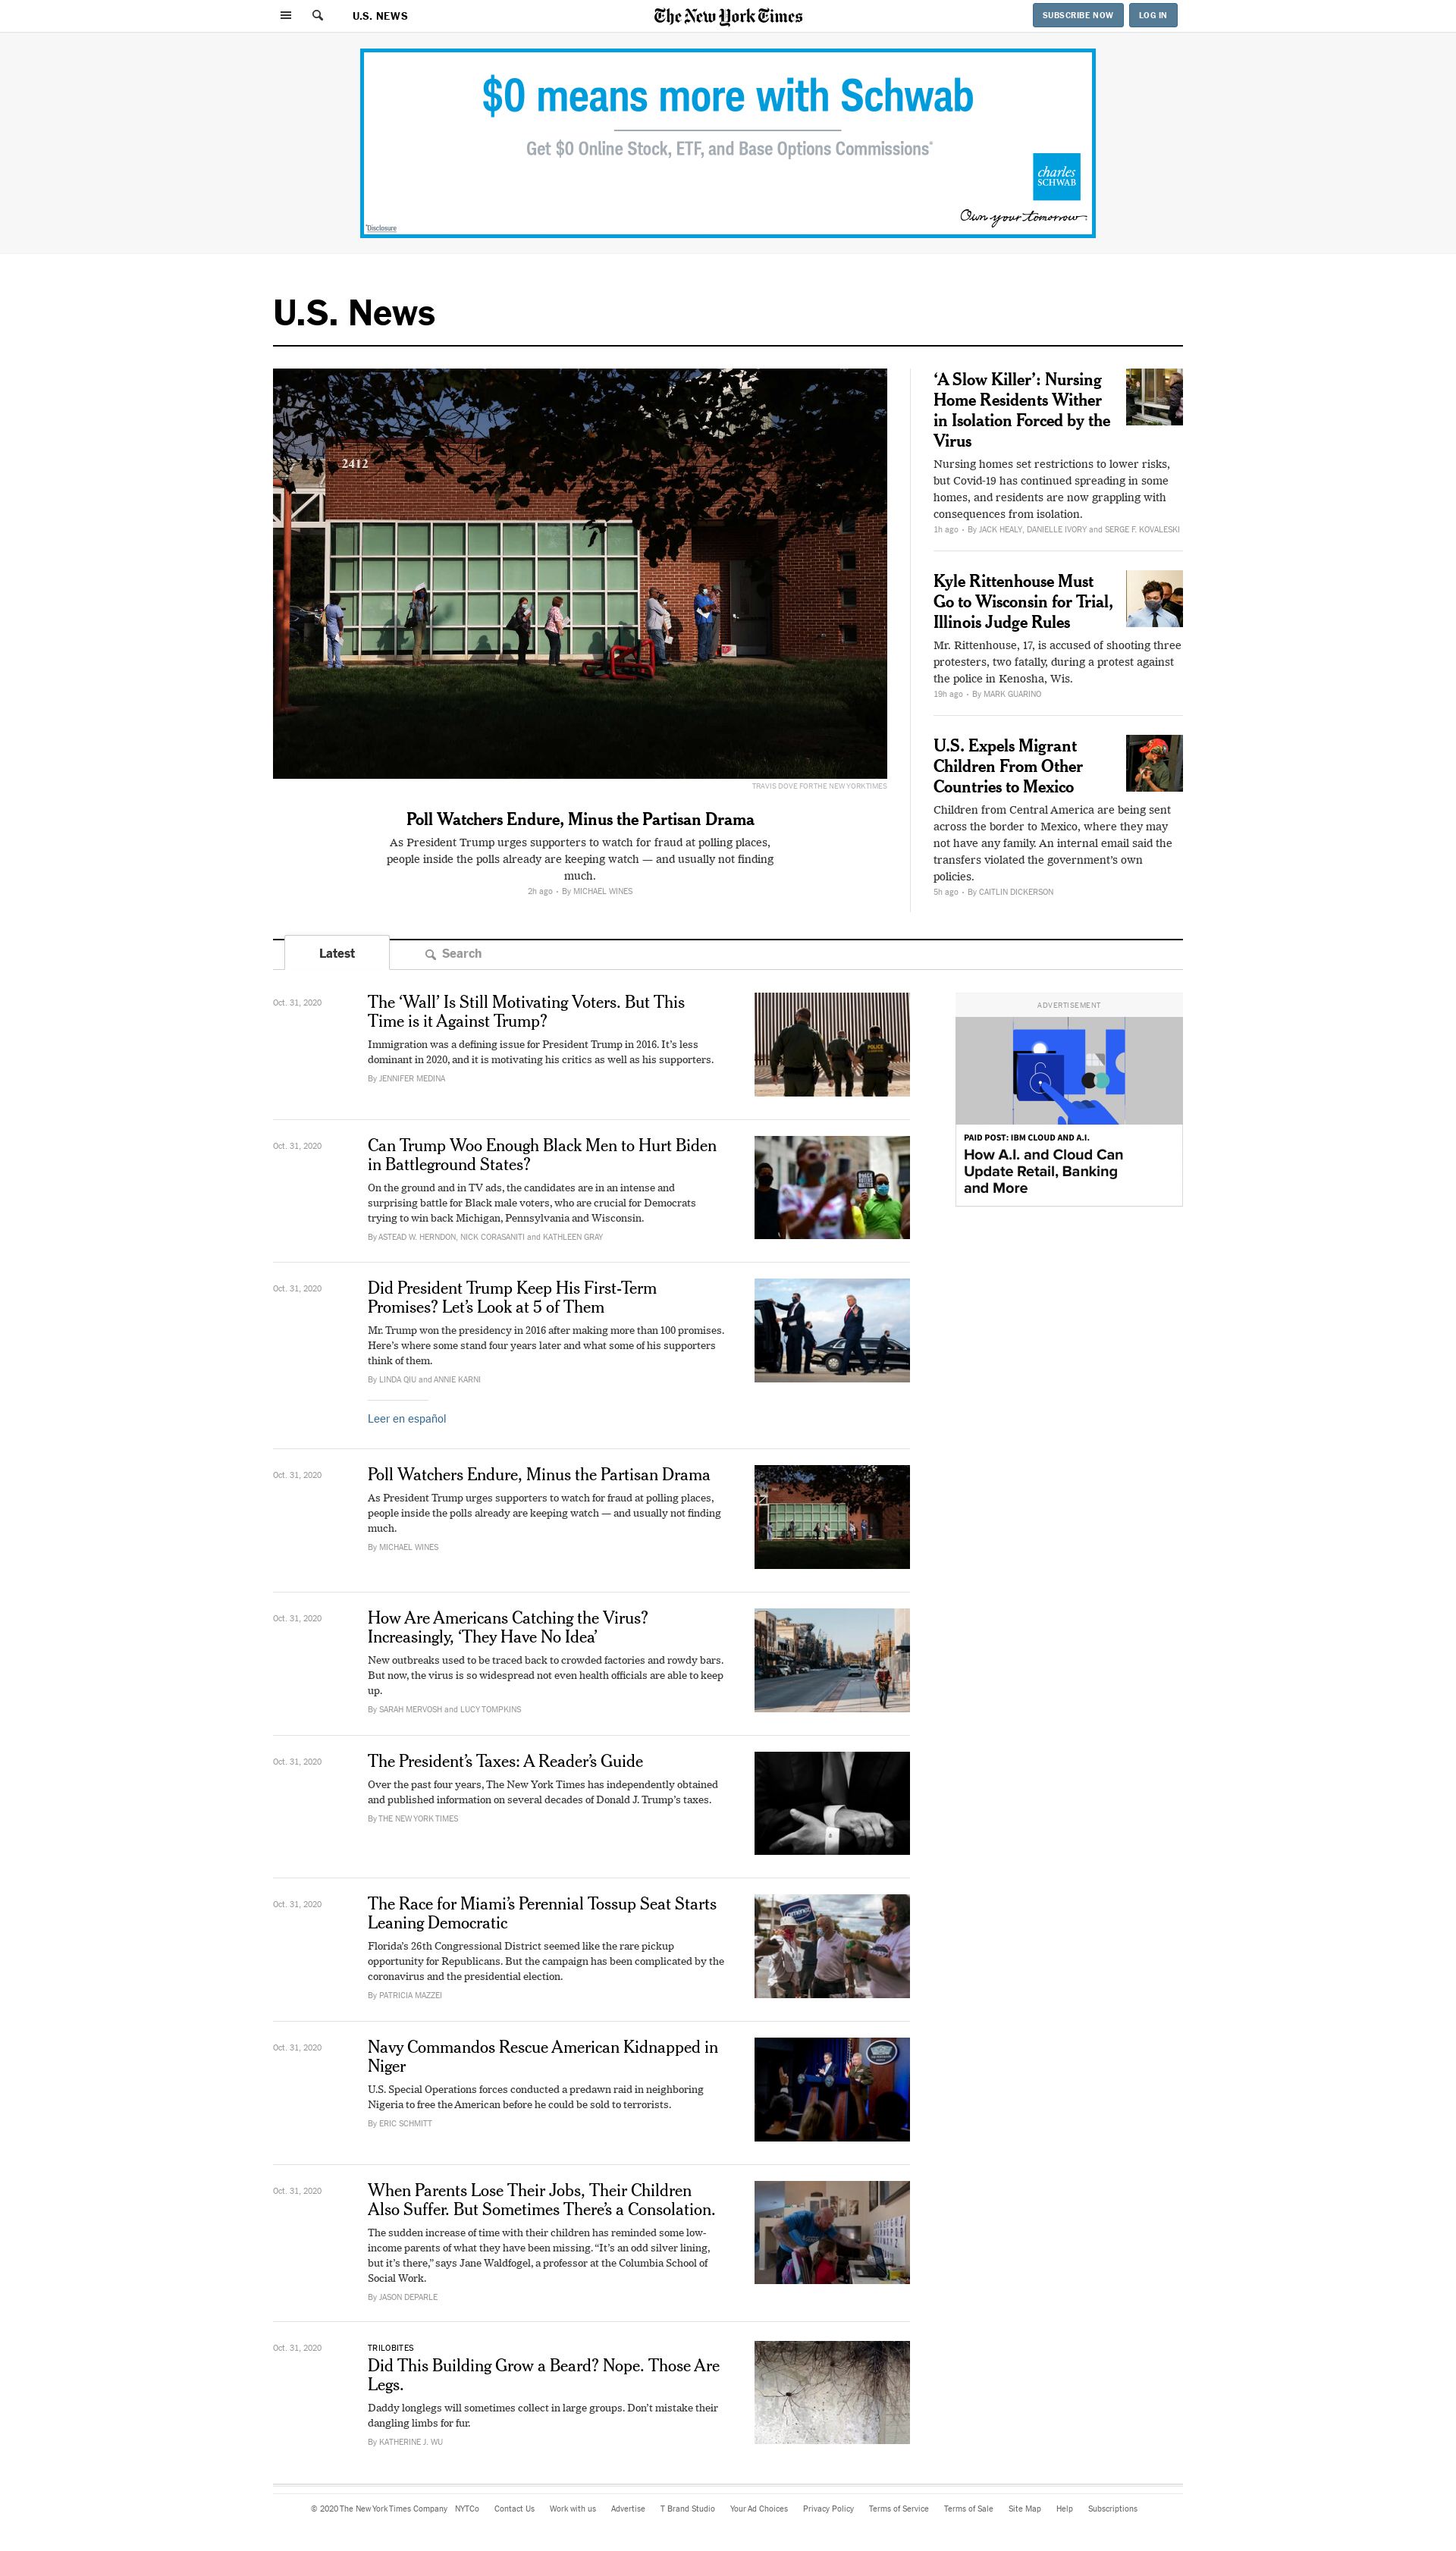 U.S. NEWS
The New York Times
SUBSCRIBE NOW
LOG IN
$0 means more with Schwab
Get $0 Online Stock, ETF, and Base Options Commissions*
charles
SCHWAB
Own your tomorrow
*Disclosure
U.S. News
2412
TRAVIS DOVE FOR THE NEW YORK TIMES
Poll Watchers Endure, Minus the Partisan Drama
As President Trump urges supporters to watch for fraud at polling places,
people inside the polls already are keeping watch — and usually not finding
much.
2h ago • By MICHAEL WINES
‘A Slow Killer’: Nursing
Home Residents Wither
in Isolation Forced by the
Virus
Nursing homes set restrictions to lower risks,
but Covid-19 has continued spreading in some
homes, and residents are now grappling with
consequences from isolation.
1h ago • By JACK HEALY, DANIELLE IVORY and SERGE F. KOVALESKI
Kyle Rittenhouse Must
Go to Wisconsin for Trial,
Illinois Judge Rules
Mr. Rittenhouse, 17, is accused of shooting three
protesters, two fatally, during a protest against
the police in Kenosha, Wis.
19h ago • By MARK GUARINO
U.S. Expels Migrant
Children From Other
Countries to Mexico
Children from Central America are being sent
across the border to Mexico, where they may
not have any family. An internal email said the
transfers violated the government’s own
policies.
5h ago • By CAITLIN DICKERSON
Latest
Search
Oct. 31, 2020
The ‘Wall’ Is Still Motivating Voters. But This
Time is it Against Trump?
Immigration was a defining issue for President Trump in 2016. It’s less
dominant in 2020, and it is motivating his critics as well as his supporters.
By JENNIFER MEDINA
POLICE
ADVERTISEMENT
PAID POST: IBM CLOUD AND A.I.
How A.I. and Cloud Can
Update Retail, Banking
and More
Oct. 31, 2020
Can Trump Woo Enough Black Men to Hurt Biden
in Battleground States?
On the ground and in TV ads, the candidates are in an intense and
surprising battle for Black male voters, who are crucial for Democrats
trying to win back Michigan, Pennsylvania and Wisconsin.
By ASTEAD W. HERNDON, NICK CORASANITI and KATHLEEN GRAY
Oct. 31, 2020
Did President Trump Keep His First-Term
Promises? Let’s Look at 5 of Them
Mr. Trump won the presidency in 2016 after making more than 100 promises.
Here’s where some stand four years later and what some of his supporters
think of them.
By LINDA QIU and ANNIE KARNI
Leer en español
Oct. 31, 2020
Poll Watchers Endure, Minus the Partisan Drama
As President Trump urges supporters to watch for fraud at polling places,
people inside the polls already are keeping watch — and usually not finding
much.
By MICHAEL WINES
Oct. 31, 2020
How Are Americans Catching the Virus?
Increasingly, ‘They Have No Idea’
New outbreaks used to be traced back to crowded factories and rowdy bars.
But now, the virus is so widespread not even health officials are able to keep
up.
By SARAH MERVOSH and LUCY TOMPKINS
Oct. 31, 2020
The President’s Taxes: A Reader’s Guide
Over the past four years, The New York Times has independently obtained
and published information on several decades of Donald J. Trump’s taxes.
By THE NEW YORK TIMES
Oct. 31, 2020
The Race for Miami’s Perennial Tossup Seat Starts
Leaning Democratic
Florida’s 26th Congressional District seemed like the rare pickup
opportunity for Republicans. But the campaign has been complicated by the
coronavirus and the presidential election.
By PATRICIA MAZZEI
Oct. 31, 2020
Navy Commandos Rescue American Kidnapped in
Niger
U.S. Special Operations forces conducted a predawn raid in neighboring
Nigeria to free the American before he could be sold to terrorists.
By ERIC SCHMITT
Oct. 31, 2020
When Parents Lose Their Jobs, Their Children
Also Suffer. But Sometimes There’s a Consolation.
The sudden increase of time with their children has reminded some low-
income parents of what they have been missing. “It’s an odd silver lining,
but it’s there,” says Jane Waldfogel, a professor at the Columbia School of
Social Work.
By JASON DEPARLE
Oct. 31, 2020
TRILOBITES
Did This Building Grow a Beard? Nope. Those Are
Legs.
Daddy longlegs will sometimes collect in large groups. Don’t mistake their
dangling limbs for fur.
By KATHERINE J. WU
© 2020 The New York Times Company NYTCo Contact Us Work with us Advertise T Brand Studio Your Ad Choices Privacy Policy Terms of Service Terms of Sale Site Map Help Subscriptions